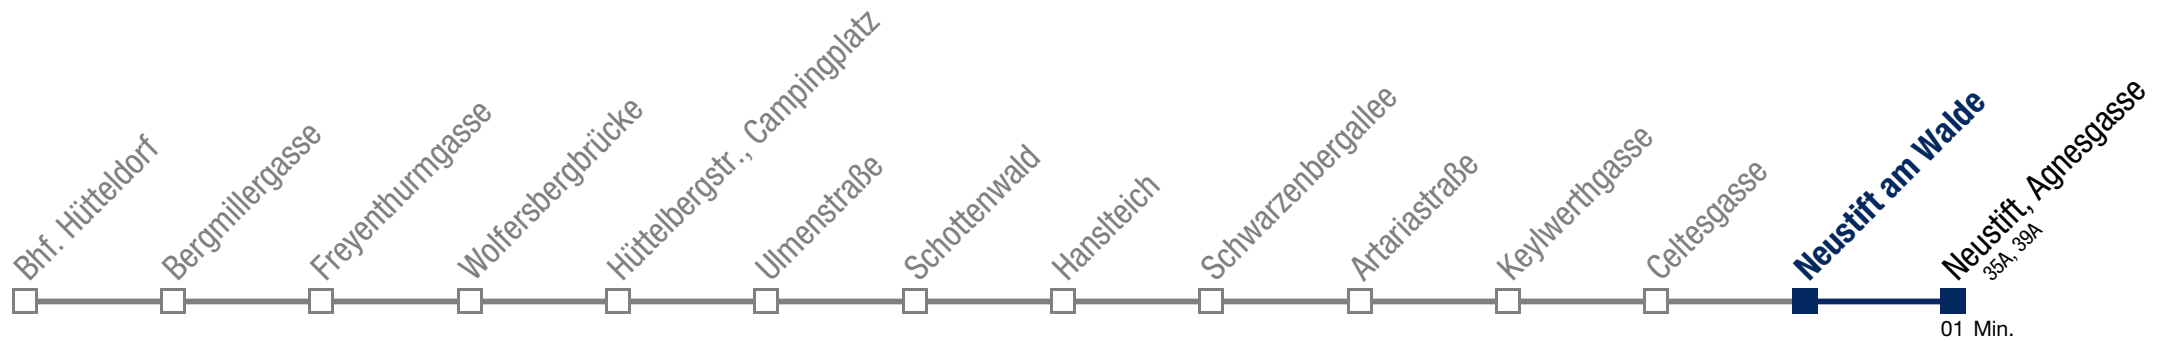 Bhf. Hütteldorf
Bergmillergasse
Freyenthurmgasse
Wolfersbergbrücke
Hüttelbergstr., Campingplatz
Ulmenstraße
Schottenwald
Hanslteich
Schwarzenbergallee
Artariastraße
Keylwerthgasse
Celtesgasse
Neustift am Walde
Neustift, Agnesgasse
35A, 39A
01 Min.